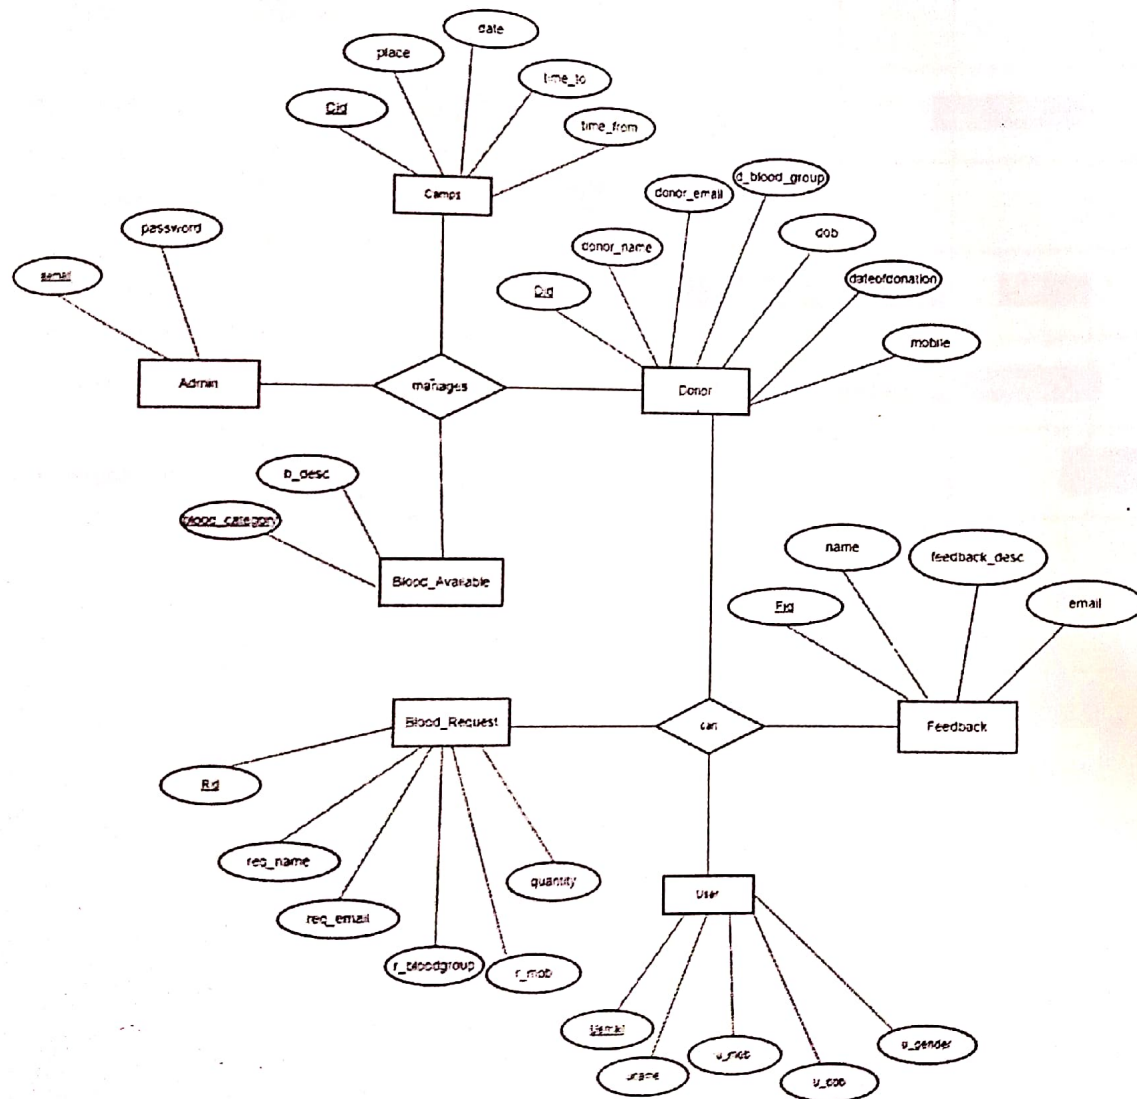 date
place
time_to
Cid
time_from
Camps
d_blood_group
donor_email
password
dob
donor_name
aemail
dateofdonation
Did
mobile
Admin
manages
Donor
b_desc
blood_category
Blood_Available
name
feedback_desc
Fid
email
Blood_Request
can
Feedback
Rid
req_name
quantity
User
req_email
r_bloodgroup
r_mob
Uemail
u_mob
u_gender
uname
u_dob